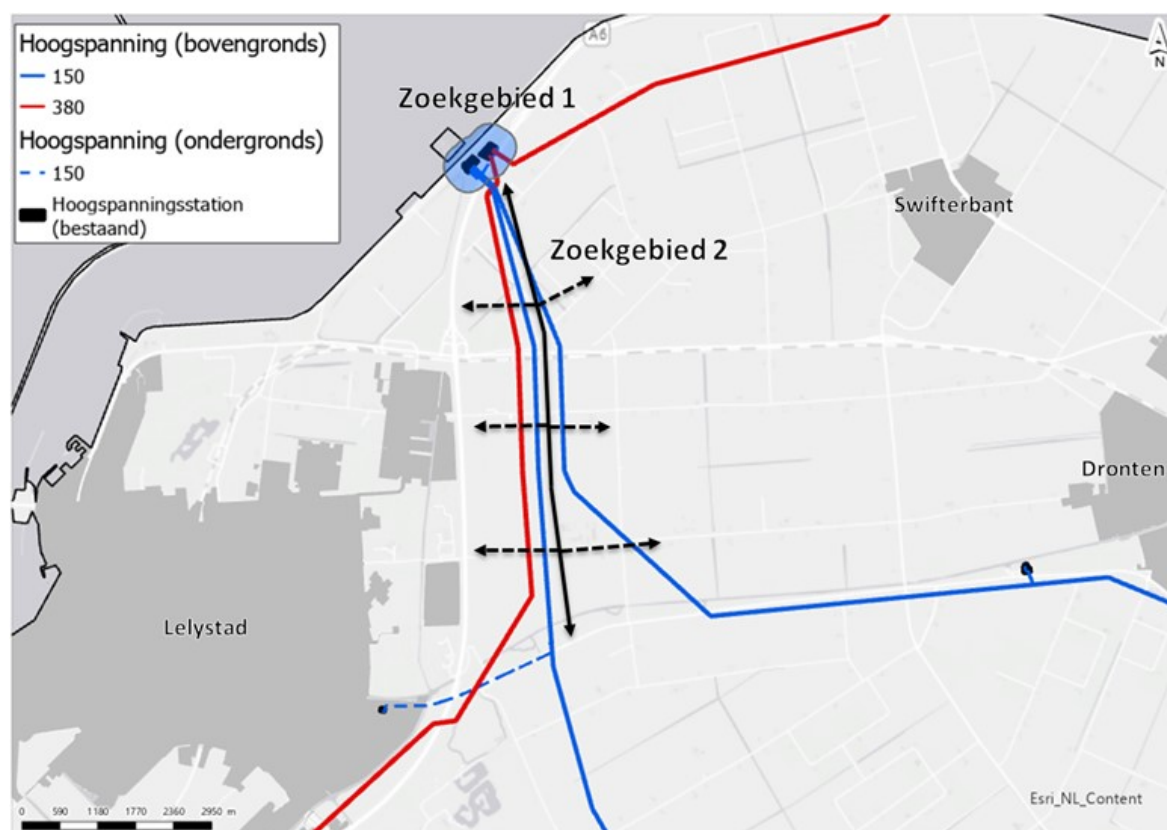 Hoogspanning (bovengronds)
150
380
Hoogspanning (ondergronds)
150
Hoogspanningsstation
(bestaand)
A6
N
Zoekgebied 1
Swifterbant
Zoekgebied 2
Dronten
Lelystad
0 590 1180 1770 2360 2950 m
Esri_NL_Content